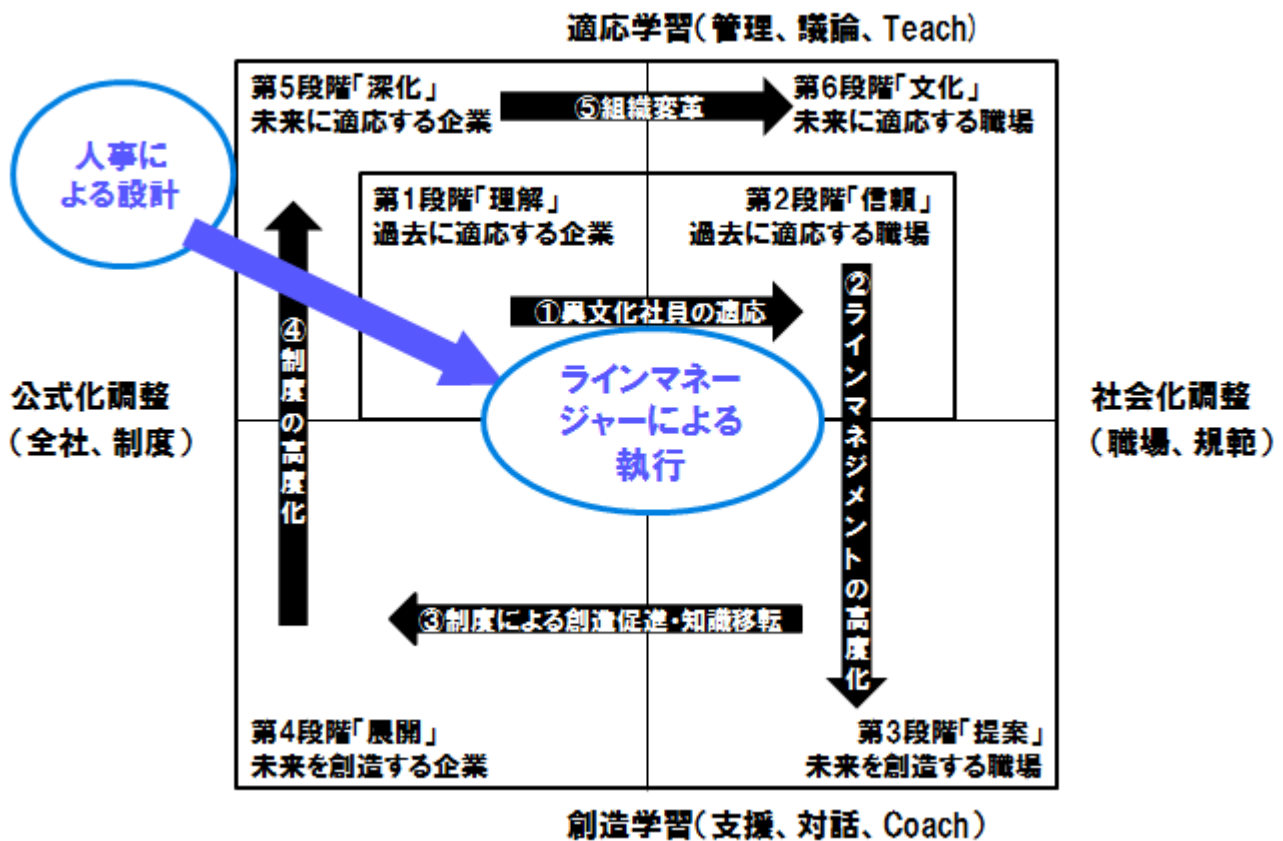 適応学習(管理、議論、Teach)
第5段階「深化」
未来に適応する企業
⑤組織変革
第6段階「文化」
未来に適応する職場
人事に
よる設計
第1段階「理解」
過去に適応する企業
第2段階「信頼」
過去に適応する職場
①異文化社員の適応
②ラインマネジメントの高度化
④制度の高度化
ラインマネー
ジャーによる
執行
公式化調整
(全社、制度)
社会化調整
(職場、規範)
③制度による創造促進・知識移転
第4段階「展開」
未来を創造する企業
第3段階「提案」
未来を創造する職場
創造学習(支援、対話、Coach)